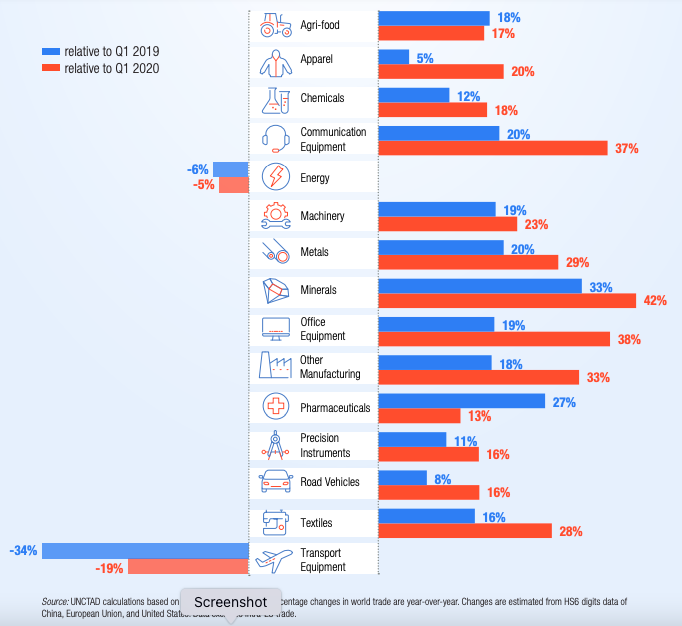 relative to Q1 2019
relative to Q1 2020
Agri-food
18%
17%
Apparel
5%
20%
Chemicals
12%
18%
Communication
Equipment
20%
37%
-6%
-5%
Energy
Machinery
19%
23%
Metals
20%
29%
Minerals
33%
42%
Office
Equipment
19%
38%
Other
Manufacturing
18%
33%
Pharmaceuticals
27%
13%
Precision
Instruments
11%
16%
Road Vehicles
8%
16%
Textiles
16%
28%
-34%
-19%
Transport
Equipment
Source: UNCTAD calculations based on changes in world trade are year-over-year. Changes are estimated from HS6 digits data of
China, European Union, and United trade.
Screenshot